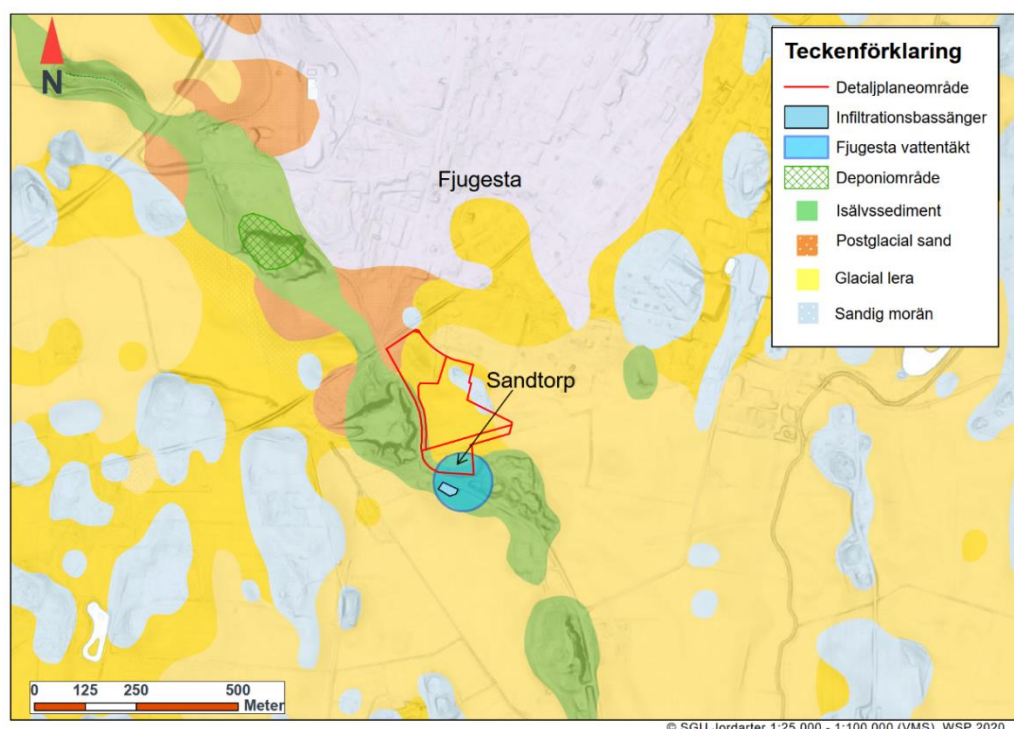 N
Teckenförklaring
Detaljplaneområde
Infiltrationsbassänger
Fjugesta vattentäkt
Deponiområde
Isälvssediment
Postglacial sand
Glacial lera
Sandig morän
Fjugesta
Sandtorp
0 125 250 500
Meter
© SGU Jordarter 1:25 000 - 1:100 000 (VMS), WSP 2020